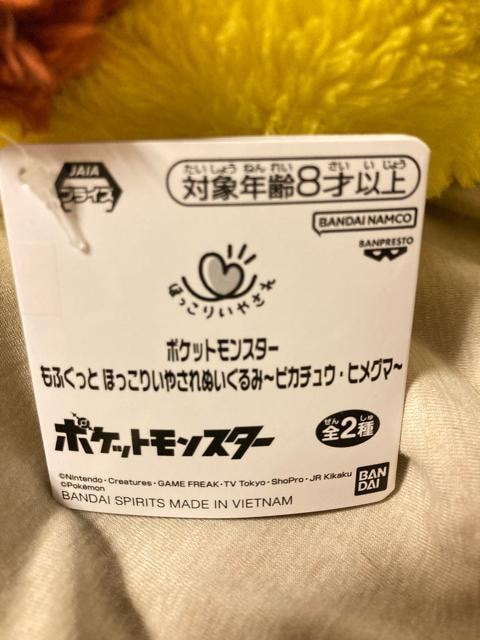 JAIA
プライズ
たいしょう ねん れい さい い じょう
対象年齢8才以上
BANDAI NAMCO
BANPRESTO
ほっこりいやされ
ポケットモンスター
もふぐっと ほっこりいやされぬいぐるみ～ピカチュウ・ヒメグマ～
ポケットモンスター
ぜん しゅ
全2種
©Nintendo・Creatures・GAME FREAK・TV Tokyo・ShoPro・JR Kikaku
©Pokémon
BANDAI SPIRITS MADE IN VIETNAM
BAN
DAI